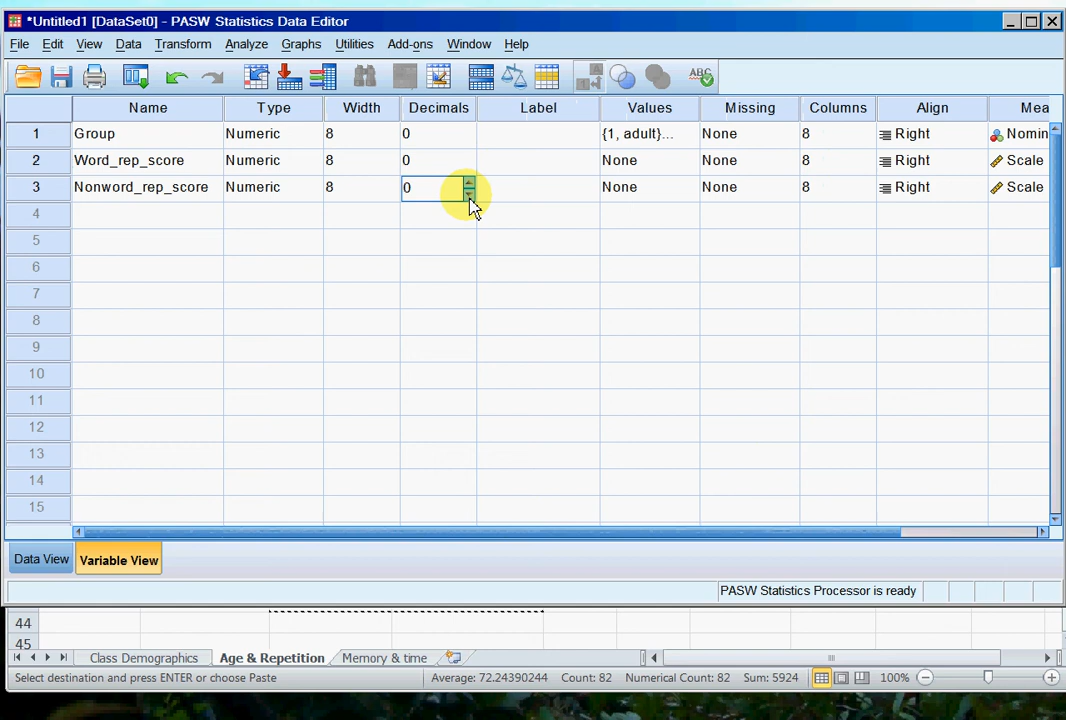 *Untitled1 [DataSet0] - PASW Statistics Data Editor
File Edit View Data Transform Analyze Graphs Utilities Add-ons Window Help
Name Type Width Decimals Label Values Missing Columns Align Mea
1 Group Numeric 8 0 {1, adult}... None 8 Right Nomin
2 Word_rep_score Numeric 8 0 None None 8 Right Scale
3 Nonword_rep_score Numeric 8 0 None None 8 Right Scale
4
5
6
7
8
9
10
11
12
13
14
15
Data View Variable View
PASW Statistics Processor is ready
44
45
Class Demographics Age & Repetition Memory & time
Select destination and press ENTER or choose Paste Average: 72.24390244 Count: 82 Numerical Count: 82 Sum: 5924 100%